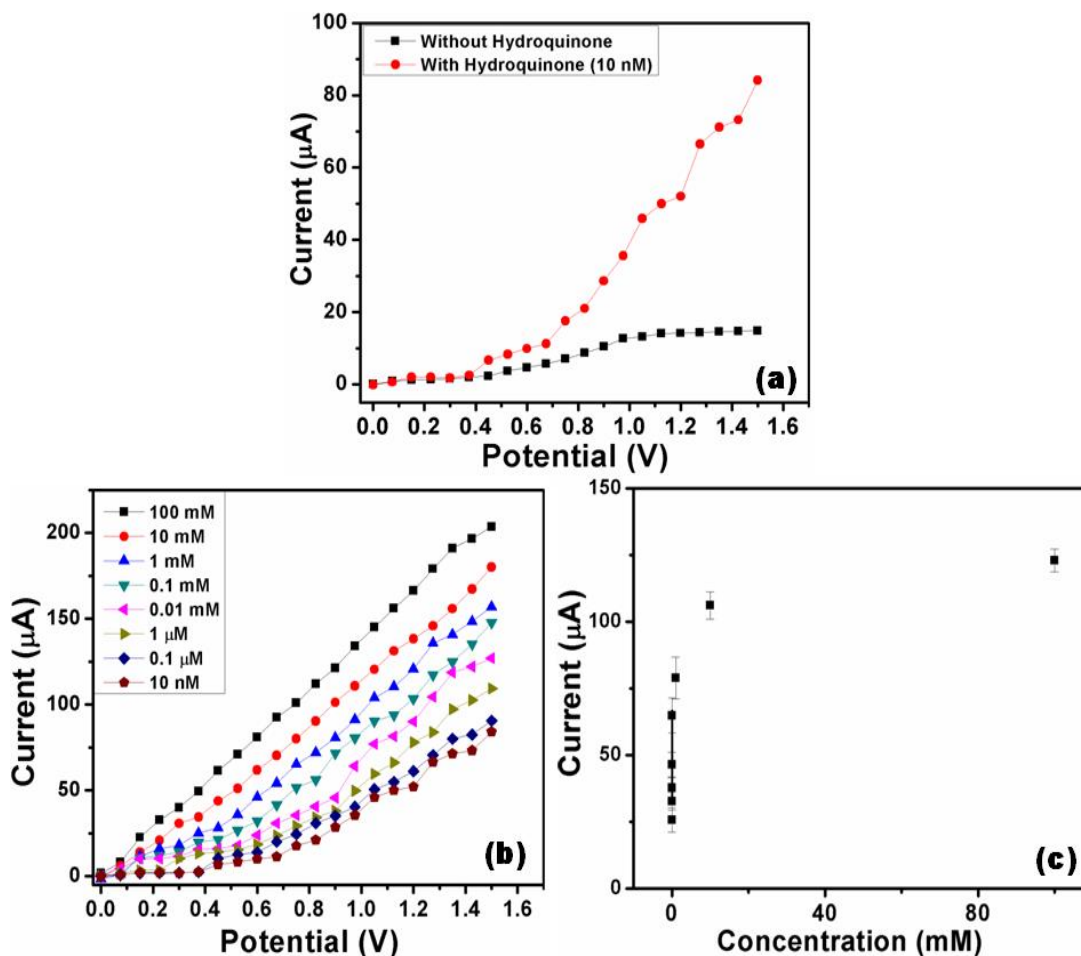 100
Without Hydroquinone
With Hydroquinone (10 nM)
80
60
40
20
0
Current (μA)
0.0 0.2 0.4 0.6 0.8 1.0 1.2 1.4 1.6
Potential (V)
(a)
200
150
100
50
0
Current (μA)
100 mM
10 mM
1 mM
0.1 mM
0.01 mM
1 μM
0.1 μM
10 nM
0.0 0.2 0.4 0.6 0.8 1.0 1.2 1.4 1.6
Potential (V)
(b)
150
100
50
0
Current (μA)
0 40 80
Concentration (mM)
(c)